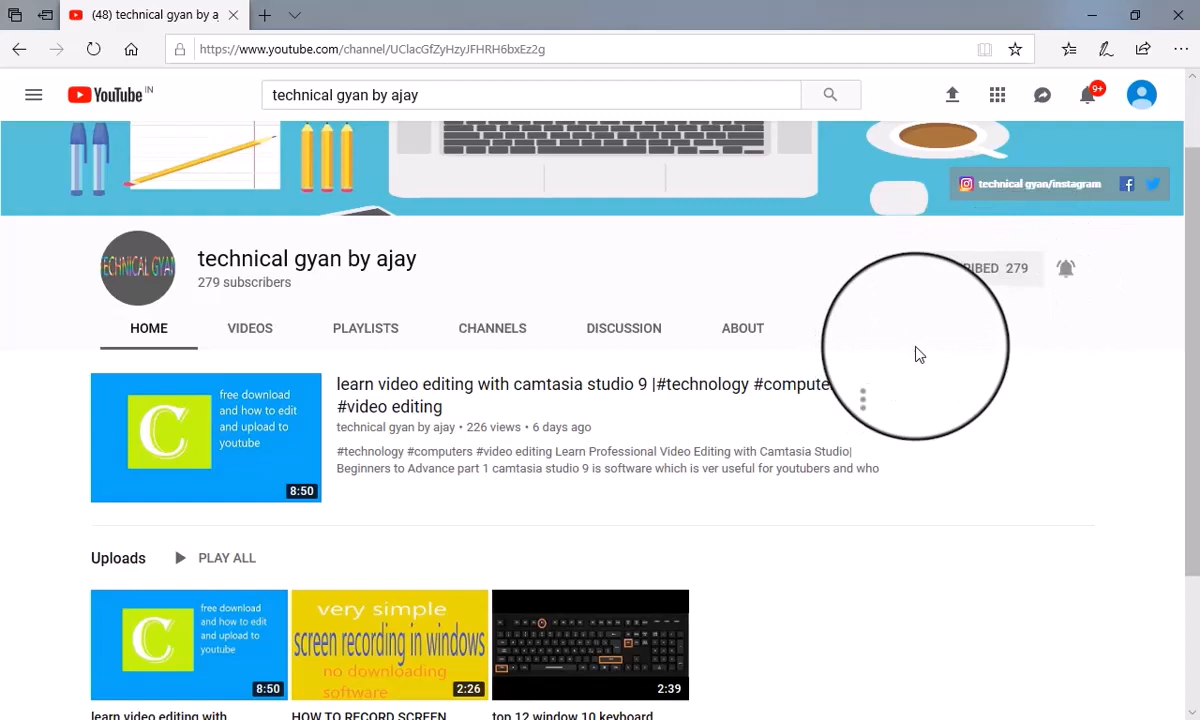 (48) technical gyan by a
https://www.youtube.com/channel/UClacGfZyHzyJFHRH6bxEz2g
YouTube IN
technical gyan by ajay
9+
technical gyan/instagram
ECHNICAL GYA
technical gyan by ajay
279 subscribers
RIBED 279
HOME VIDEOS PLAYLISTS CHANNELS DISCUSSION ABOUT
free download
and how to edit
and upload to
youtube
C
8:50
learn video editing with camtasia studio 9 |#technology #compute
#video editing
technical gyan by ajay • 226 views • 6 days ago
#technology #computers #video editing Learn Professional Video Editing with Camtasia Studio|
Beginners to Advance part 1 camtasia studio 9 is software which is ver useful for youtubers and who
Uploads PLAY ALL
free download
and how to edit
and upload to
youtube
C
8:50
very simple
screen recording in windows
no downloading
software
2:26
2:39
learn video editing with
HOW TO RECORD SCREEN
top 12 window 10 keyboard